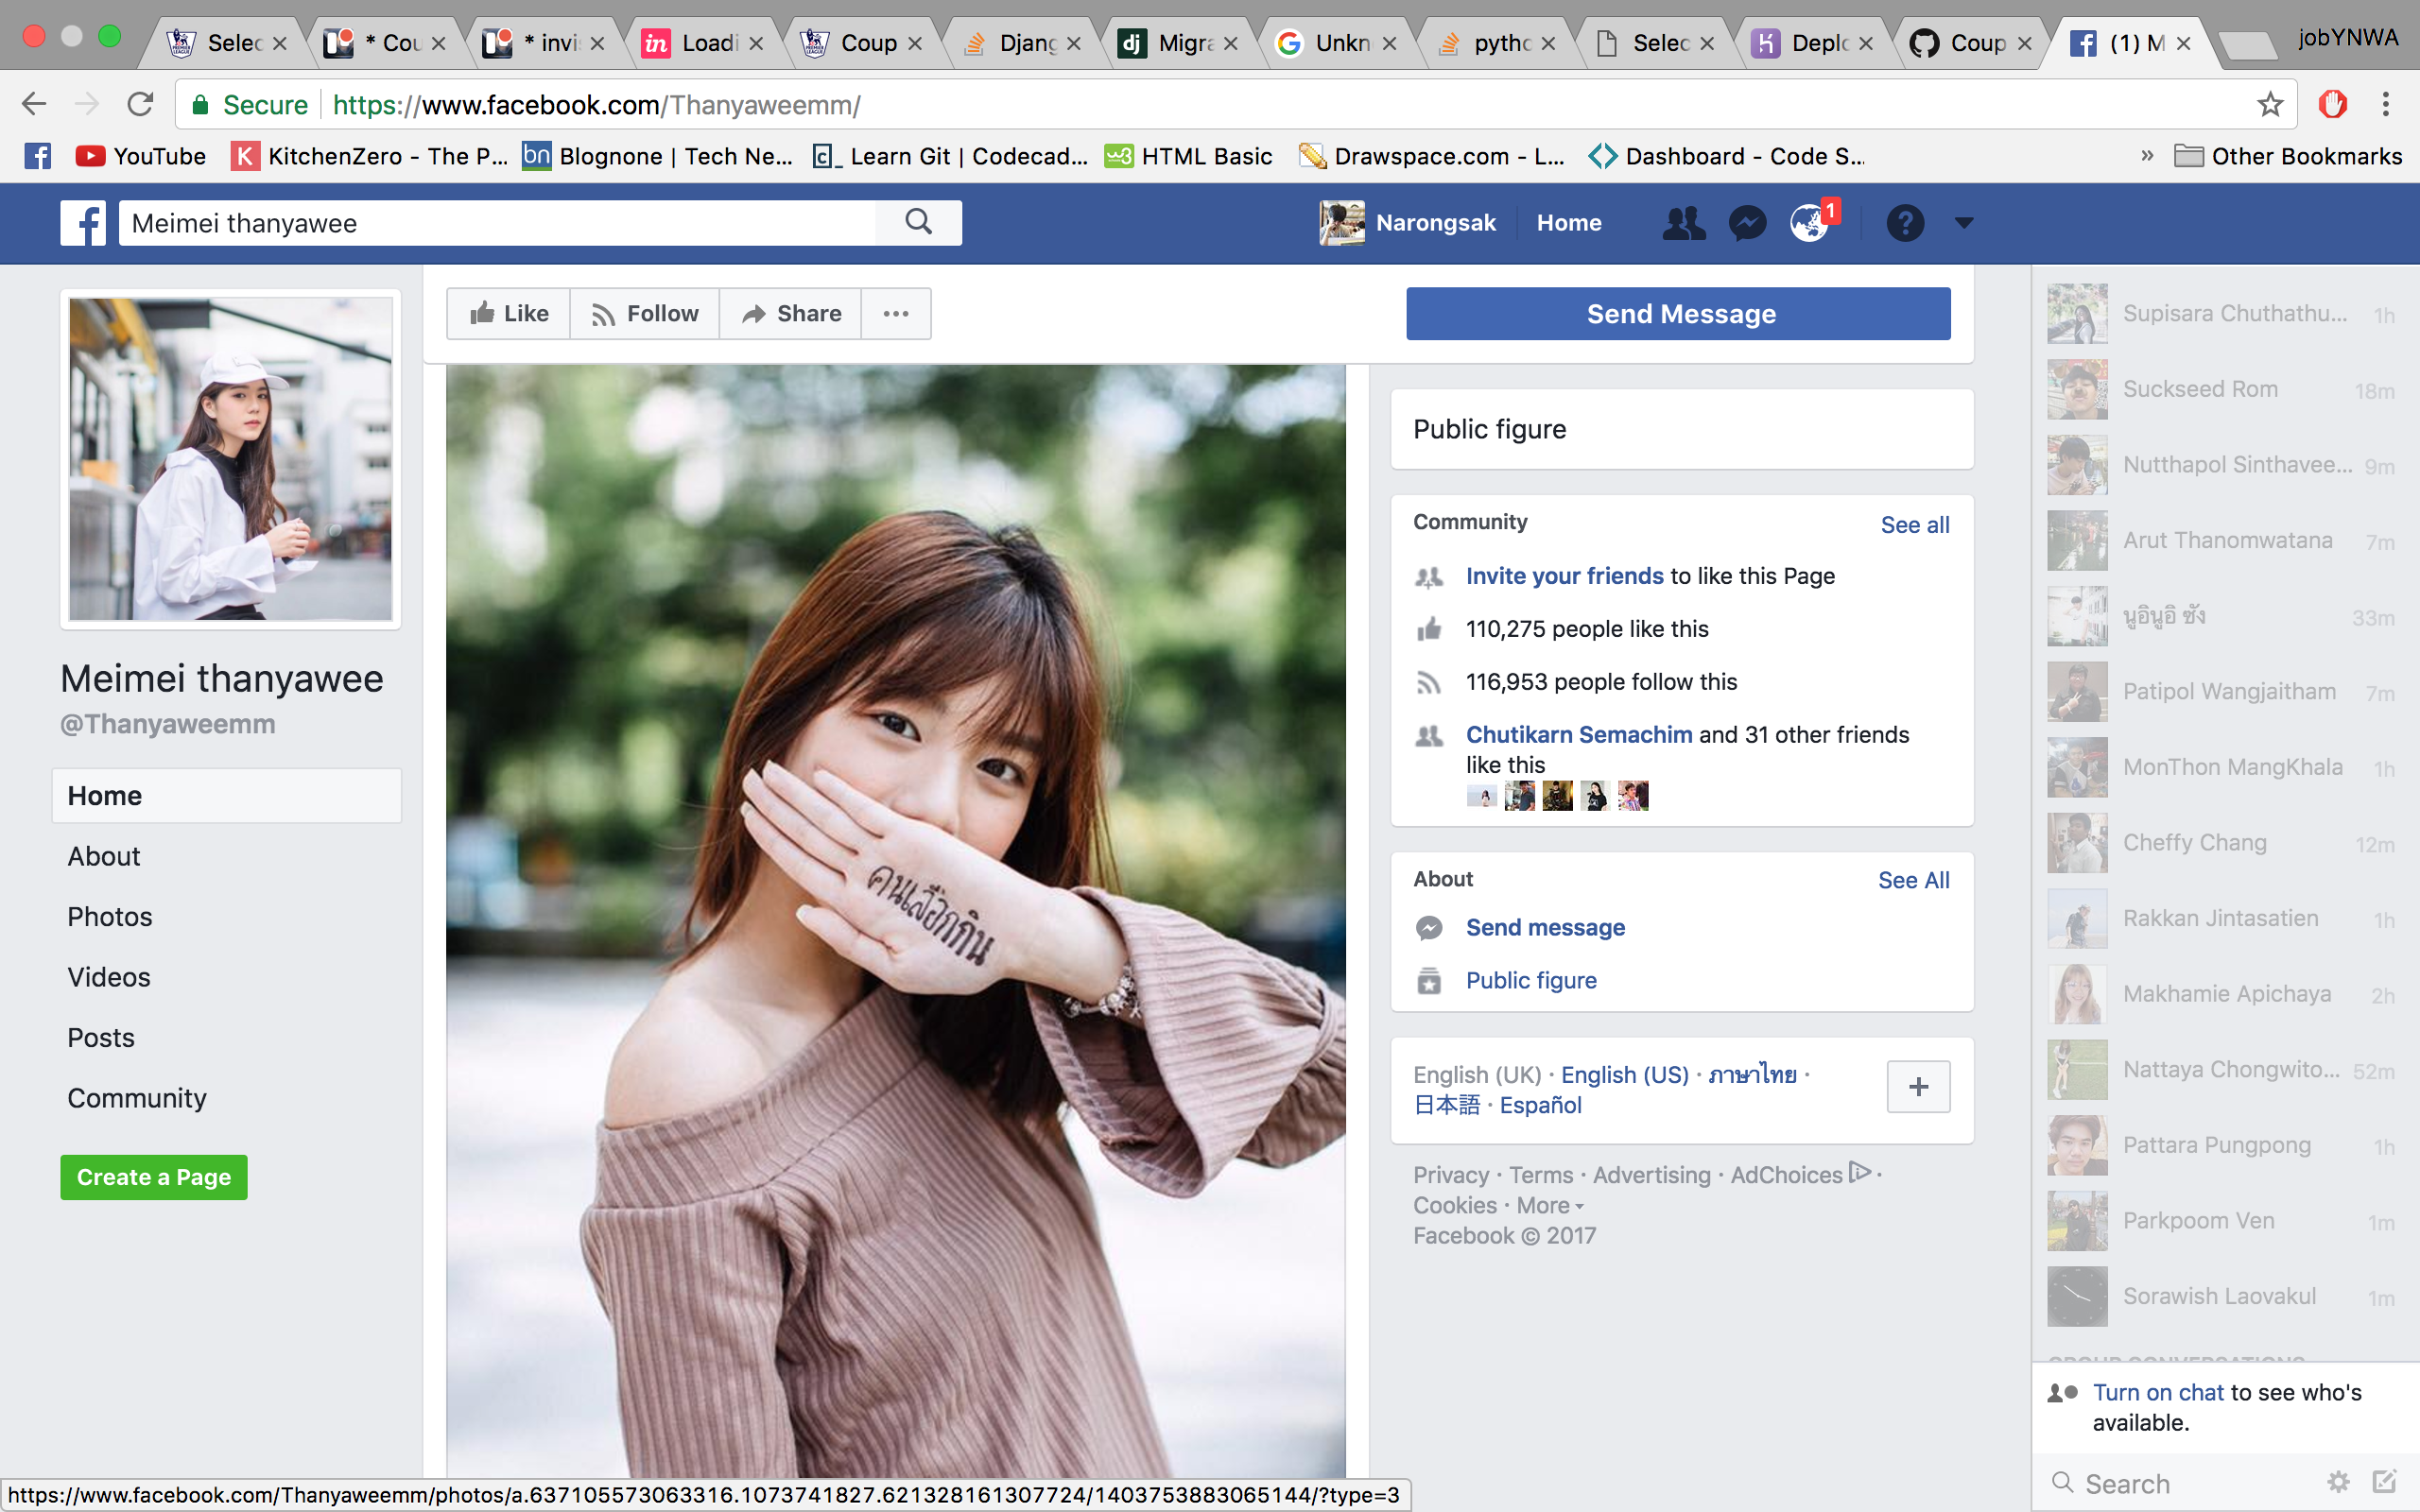 Selec
* Cou
* invi
Loadi
Coup
Djang
Migra
Unkn
pytho
Selec
Deplo
Coup
(1) M
jobYNWA
Secure
https://www.facebook.com/Thanyaweemm/
YouTube
KitchenZero - The P...
Blognone | Tech Ne...
Learn Git | Codecad...
HTML Basic
Drawspace.com - L...
Dashboard - Code S...
» Other Bookmarks
Meimei thanyawee
Narongsak
Home
1
Like
Follow
Share
Send Message
Meimei thanyawee
@Thanyaweemm
Home
About
Photos
Videos
Posts
Community
Create a Page
คนเลือกกิน
Public figure
Community
See all
Invite your friends to like this Page
110,275 people like this
116,953 people follow this
Chutikarn Semachim and 31 other friends
like this
About
See All
Send message
Public figure
English (UK) · English (US) · ภาษาไทย ·
日本語 · Español
Privacy · Terms · Advertising · AdChoices ·
Cookies · More
Facebook © 2017
Supisara Chuthathu... 1h
Suckseed Rom 18m
Nutthapol Sinthavee... 9m
Arut Thanomwatana 7m
นูอินูอิ ซัง 33m
Patipol Wangjaitham 7m
MonThon MangKhala 1h
Cheffy Chang 12m
Rakkan Jintasatien 1h
Makhamie Apichaya 2h
Nattaya Chongwito... 52m
Pattara Pungpong 1h
Parkpoom Ven 1m
Sorawish Laovakul 1m
GROUP CONVERSATIONS
Turn on chat to see who's
available.
Search
https://www.facebook.com/Thanyaweemm/photos/a.637105573063316.1073741827.621328161307724/1403753883065144/?type=3